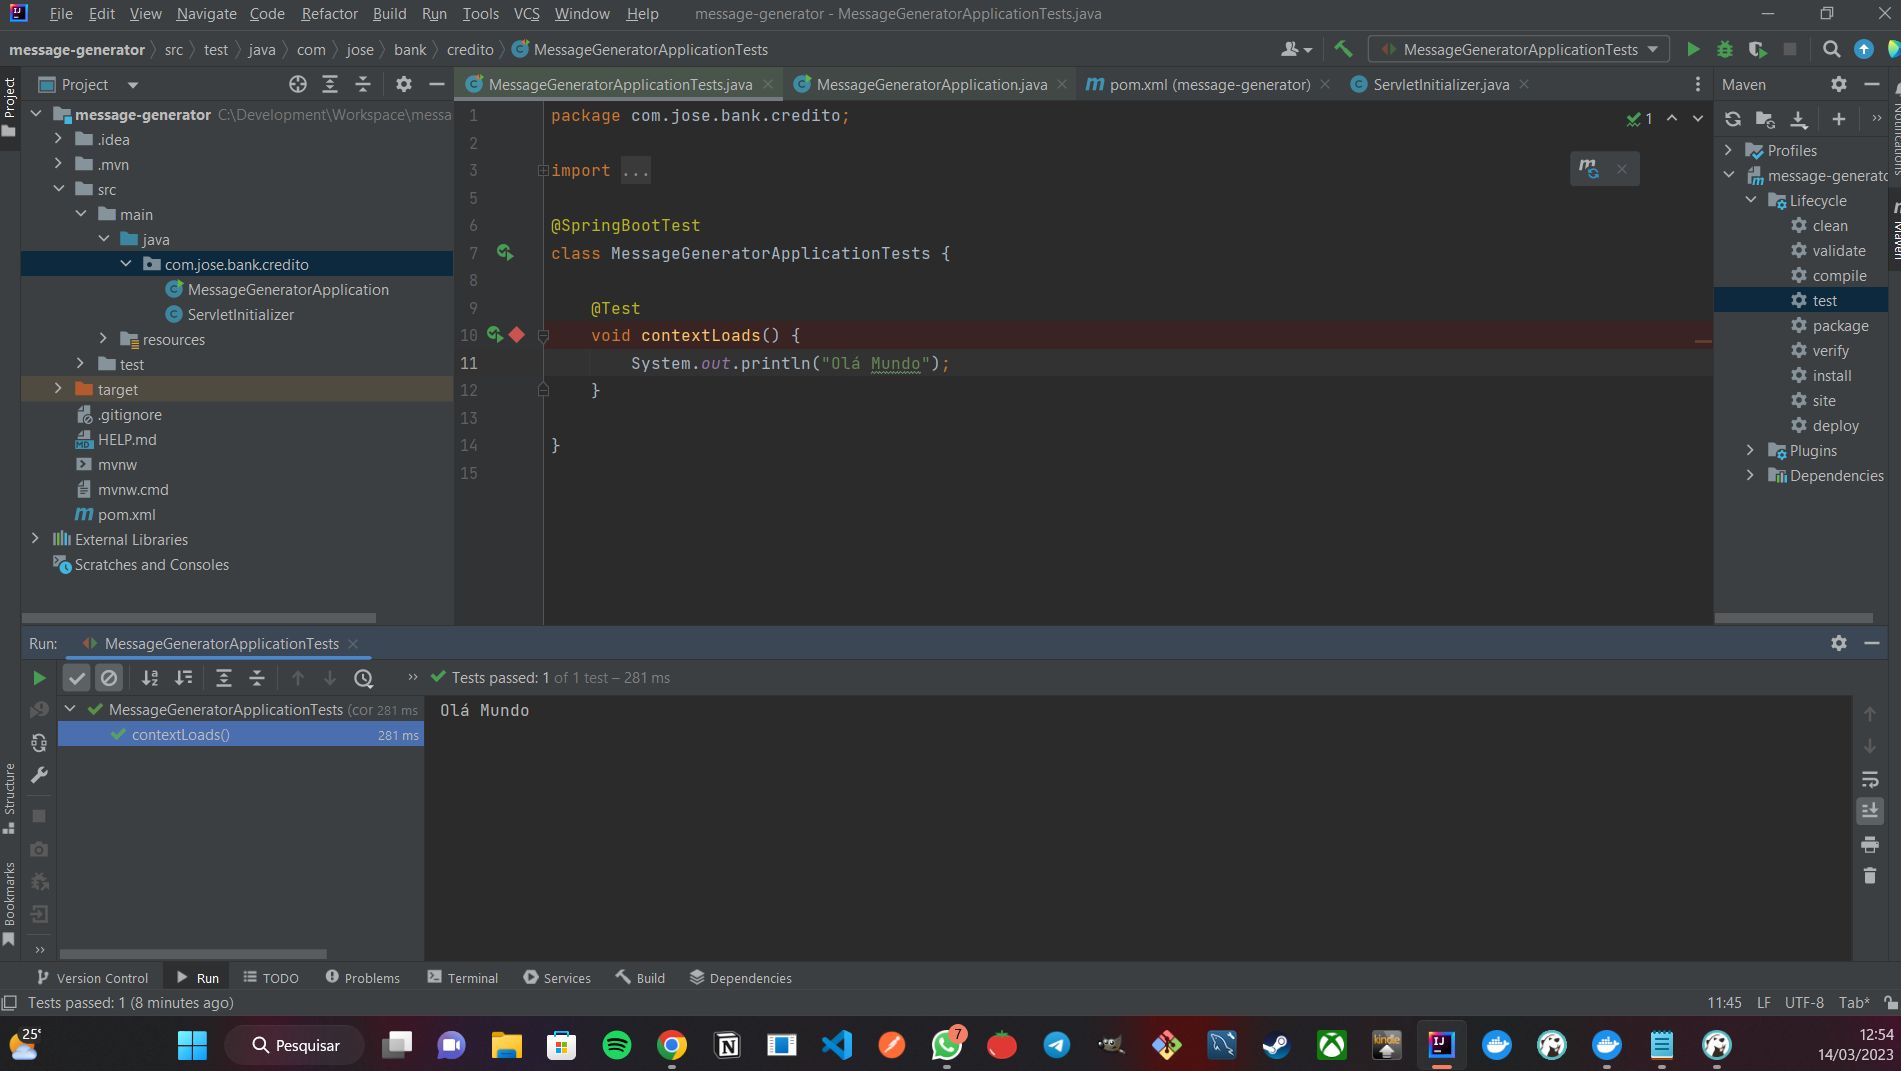 File Edit View Navigate Code Refactor Build Run Tools VCS Window Help message-generator - MessageGeneratorApplicationTests.java
message-generator src test java com jose bank credito MessageGeneratorApplicationTests MessageGeneratorApplicationTests
Project
Project
MessageGeneratorApplicationTests.java MessageGeneratorApplication.java pom.xml (message-generator) ServletInitializer.java
Maven
message-generator C:\Development\Workspace\messa
.idea
.mvn
src
main
java
com.jose.bank.credito
MessageGeneratorApplication
ServletInitializer
resources
test
target
.gitignore
HELP.md
mvnw
mvnw.cmd
pom.xml
External Libraries
Scratches and Consoles
1 package com.jose.bank.credito;
2
3 import ...
5
6 @SpringBootTest
7 class MessageGeneratorApplicationTests {
8
9 @Test
10 void contextLoads() {
11 System.out.println("Olá Mundo");
12 }
13
14 }
15
1
Profiles
message-generato
Lifecycle
clean
validate
compile
test
package
verify
install
site
deploy
Plugins
Dependencies
Notifications
Maven
Run: MessageGeneratorApplicationTests
Tests passed: 1 of 1 test – 281 ms
MessageGeneratorApplicationTests (cor 281 ms
contextLoads() 281 ms
Olá Mundo
Structure
Bookmarks
Version Control Run TODO Problems Terminal Services Build Dependencies
Tests passed: 1 (8 minutes ago) 11:45 LF UTF-8 Tab*
25°
Pesquisar
7
kindle
12:54
14/03/2023